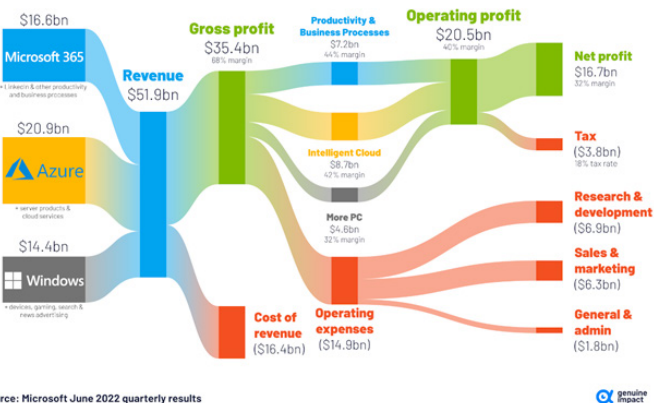 $16.6bn
Microsoft 365
+ Linkedin & other productivity
and business processes
$20.9bn
Azure
+ server products &
cloud services
$14.4bn
Windows
+ devices, gaming, search &
news advertising
Revenue
$51.9bn
Gross profit
$35.4bn
68% margin
Cost of
revenue
($16.4bn)
Productivity &
Business Processes
$7.2bn
44% margin
Intelligent Cloud
$8.7bn
42% margin
More PC
$4.6bn
32% margin
Operating
expenses
($14.9bn)
Operating profit
$20.5bn
40% margin
Net profit
$16.7bn
32% margin
Tax
($3.8bn)
18% tax rate
Research &
development
($6.9bn)
Sales &
marketing
($6.3bn)
General &
admin
($1.8bn)
rce: Microsoft June 2022 quarterly results
genuine
impact